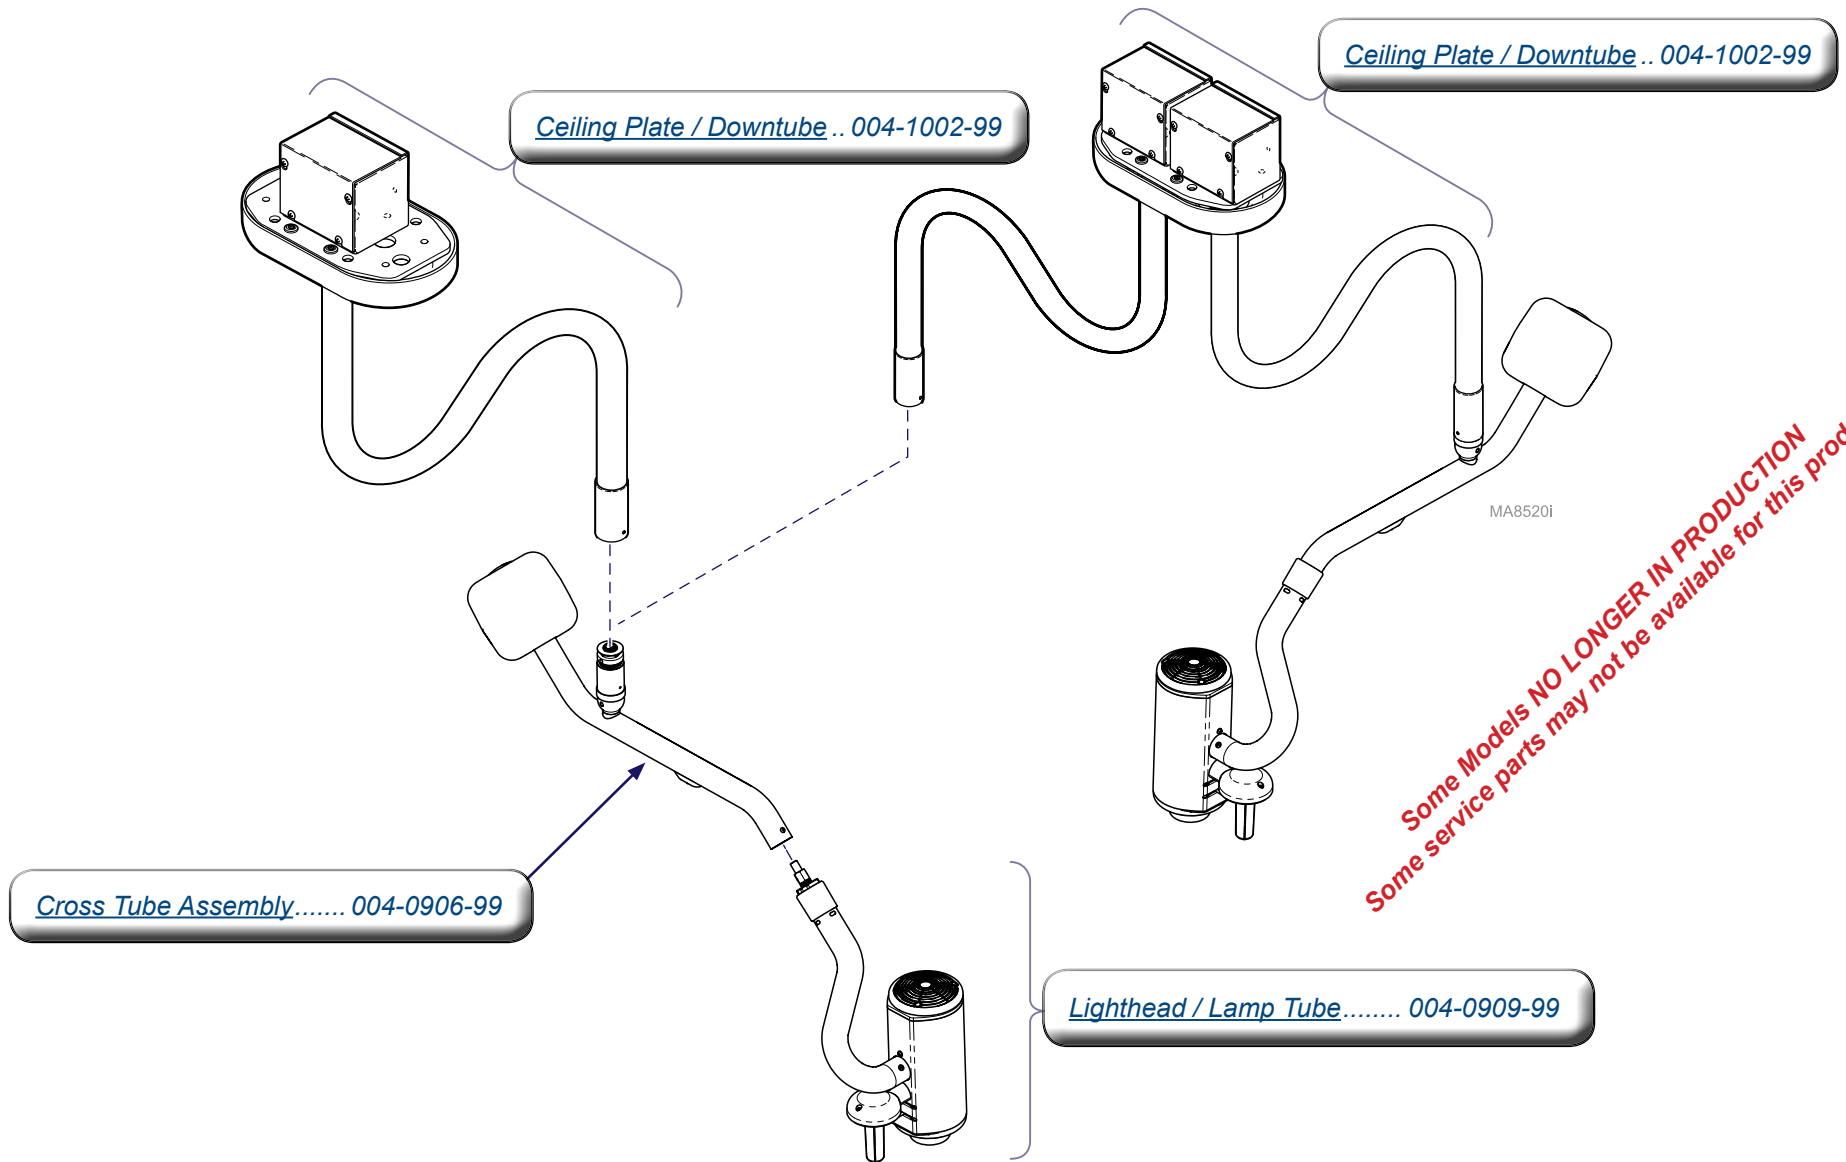 Ceiling Plate / Downtube .. 004-1002-99
Ceiling Plate / Downtube .. 004-1002-99
MA8520i
Some Models NO LONGER IN PRODUCTION
Some service parts may not be available for this
Cross Tube Assembly....... 004-0906-99
Lighthead / Lamp Tube........ 004-0909-99